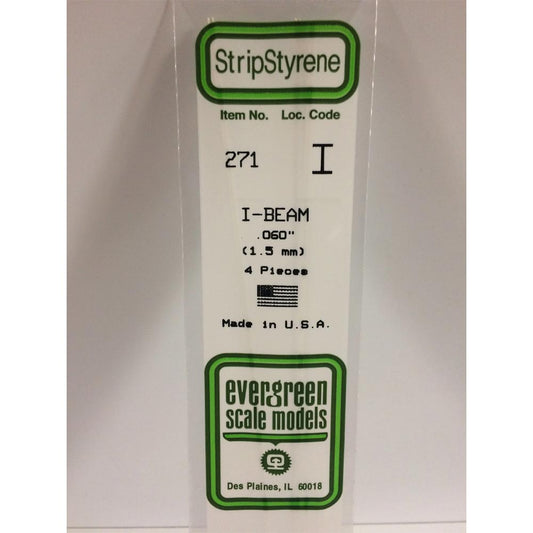 StripStyrene
Item No. Loc. Code
271 I
I-BEAM
.060"
(1.5 mm)
4 Pieces
Made in U.S.A.
evergreen
scale models
Des Plaines, IL 60018